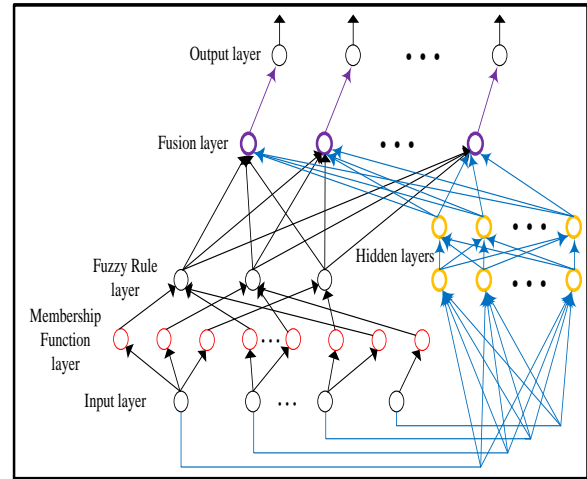 Output layer
Fusion layer
Hidden layers
Fuzzy Rule
layer
Membership
Function
layer
Input layer